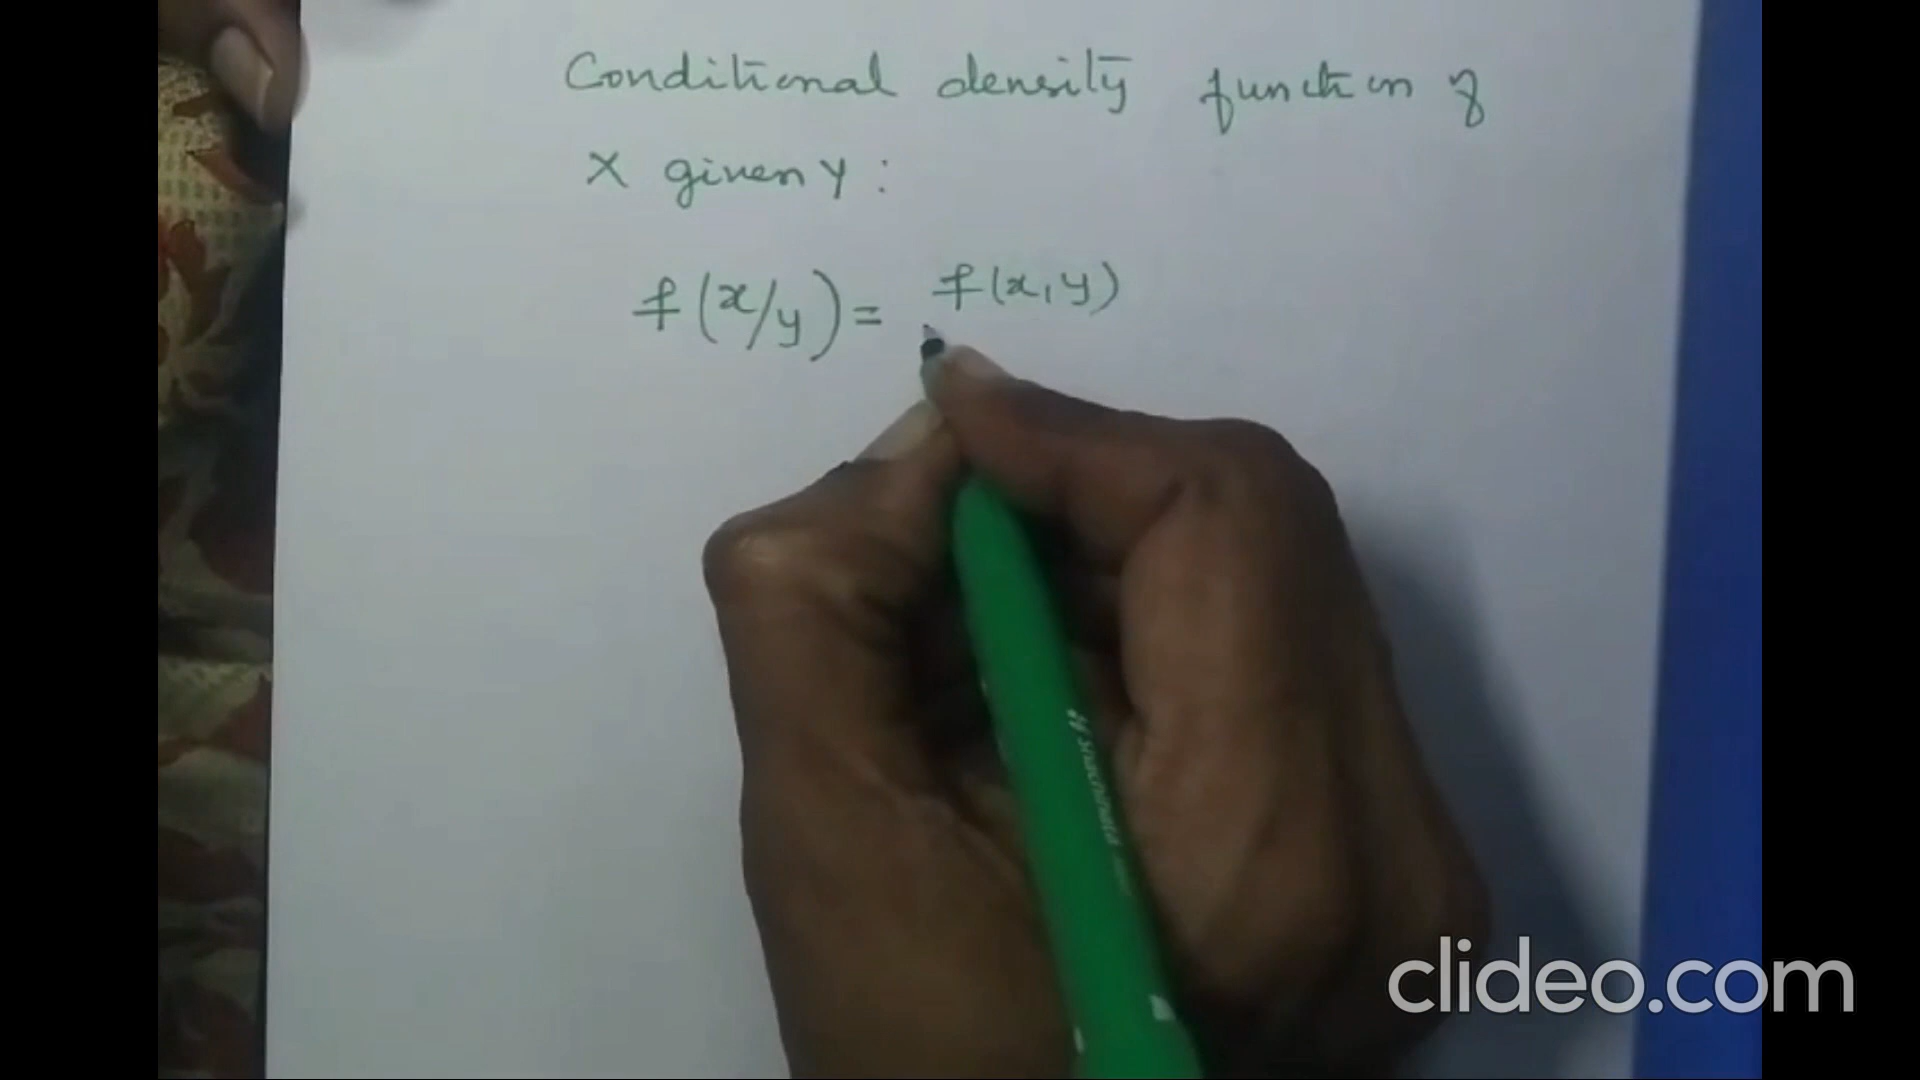 Conditional density function of
X given Y :
f(x/y) = f(x,y)
clideo.com